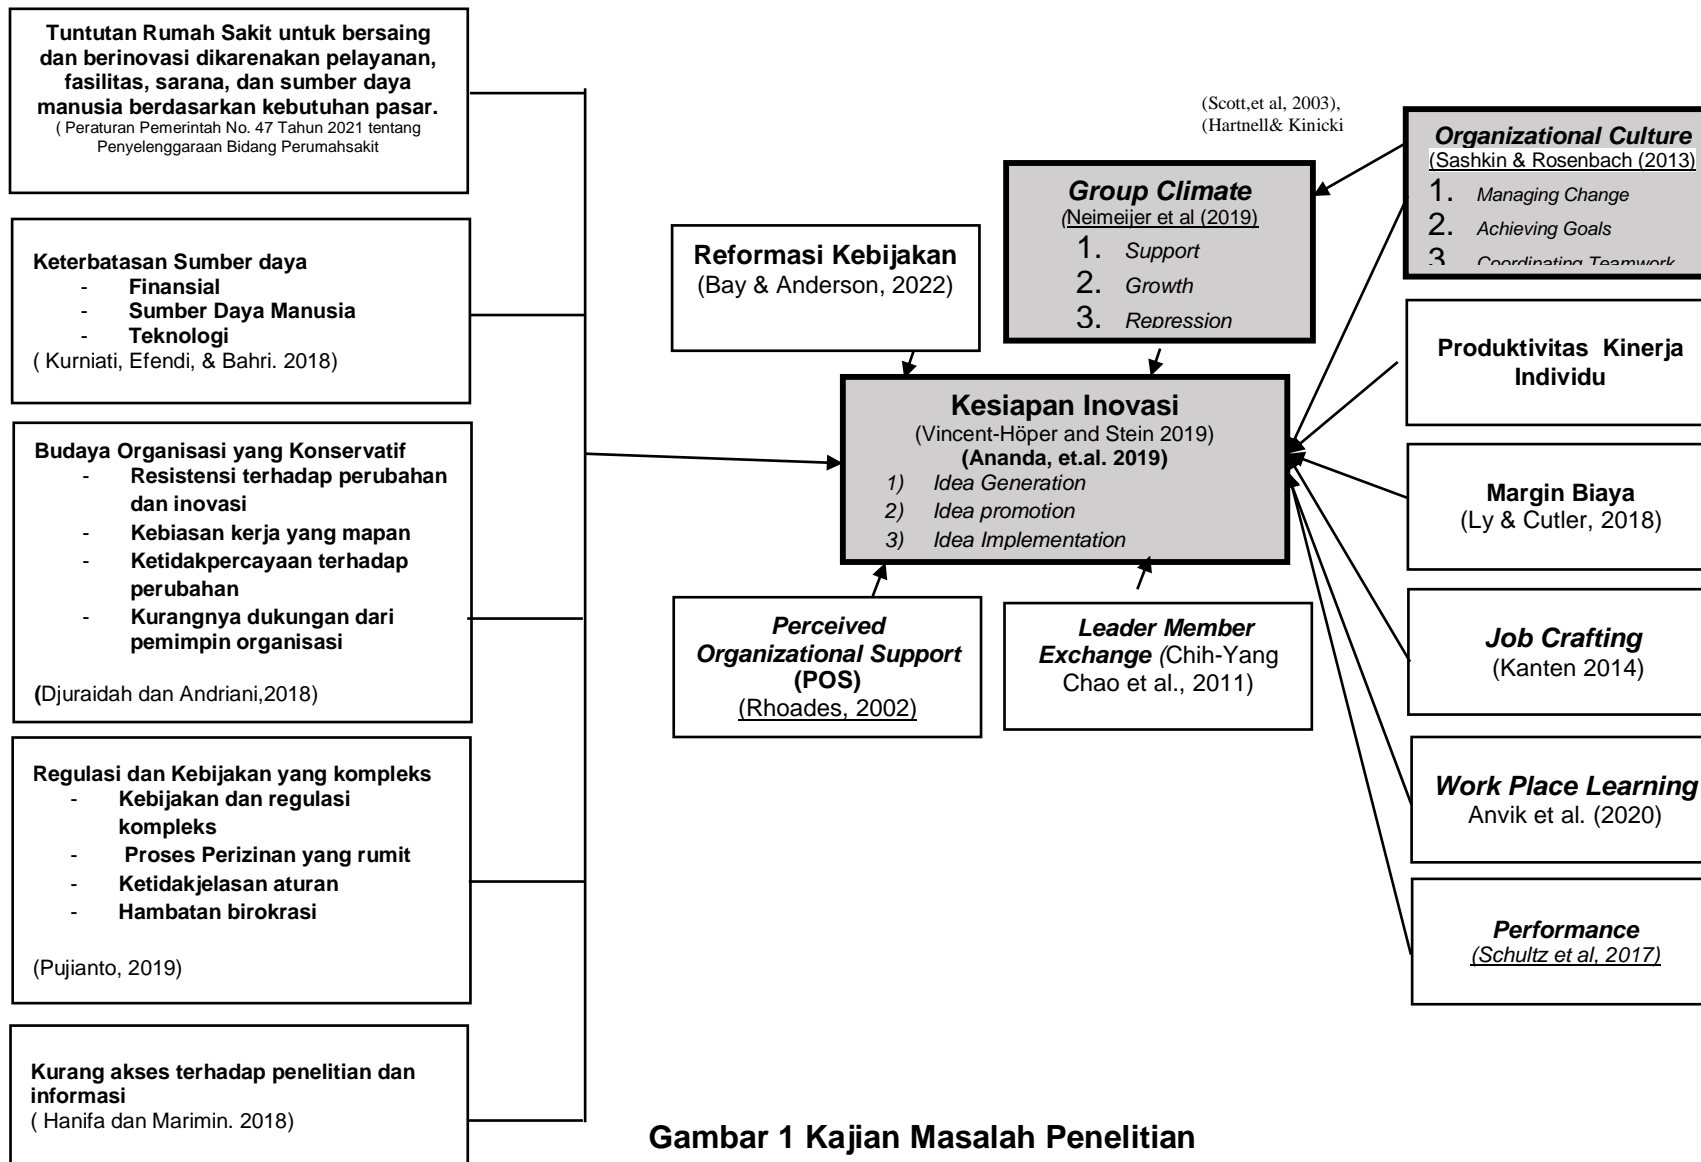 Tuntutan Rumah Sakit untuk bersaing
dan berinovasi dikarenakan pelayanan,
fasilitas, sarana, dan sumber daya
manusia berdasarkan kebutuhan pasar.
( Peraturan Pemerintah No. 47 Tahun 2021 tentang
Penyelenggaraan Bidang Perumahsakit
Keterbatasan Sumber daya
- Finansial
- Sumber Daya Manusia
- Teknologi
( Kurniati, Efendi, & Bahri. 2018)
Budaya Organisasi yang Konservatif
- Resistensi terhadap perubahan
dan inovasi
- Kebiasan kerja yang mapan
- Ketidakpercayaan terhadap
perubahan
- Kurangnya dukungan dari
pemimpin organisasi
(Djuraidah dan Andriani,2018)
Regulasi dan Kebijakan yang kompleks
- Kebijakan dan regulasi
kompleks
- Proses Perizinan yang rumit
- Ketidakjelasan aturan
- Hambatan birokrasi
(Pujianto, 2019)
Kurang akses terhadap penelitian dan
informasi
( Hanifa dan Marimin. 2018)
Reformasi Kebijakan
(Bay & Anderson, 2022)
(Scott,et al, 2003),
(Hartnell& Kinicki
Group Climate
(Neimeijer et al (2019)
1. Support
2. Growth
3. Repression
Kesiapan Inovasi
(Vincent-Höper and Stein 2019)
(Ananda, et.al. 2019)
1) Idea Generation
2) Idea promotion
3) Idea Implementation
Perceived
Organizational Support
(POS)
(Rhoades, 2002)
Leader Member
Exchange (Chih-Yang
Chao et al., 2011)
Organizational Culture
(Sashkin & Rosenbach (2013)
1. Managing Change
2. Achieving Goals
3. Coordinating Teamwork
Produktivitas Kinerja
Individu
Margin Biaya
(Ly & Cutler, 2018)
Job Crafting
(Kanten 2014)
Work Place Learning
Anvik et al. (2020)
Performance
(Schultz et al, 2017)
Gambar 1 Kajian Masalah Penelitian